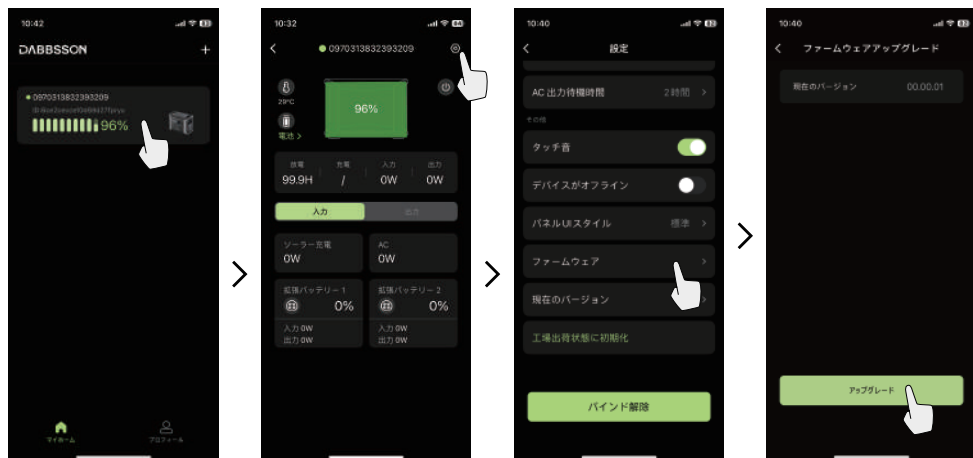 10:42
DABBSSON
+
09703138323​93209
96%
マイホーム
プロフィール
10:32
64
0970313832393209
29°C
96%
電池 >
放電 充電 入力 出力
99.9H / 0W 0W
入力 出力
ソーラー充電 AC
0W 0W
拡張バッテリー 1 拡張バッテリー 2
0% 0%
入力 0W 入力 0W
出力 0W 出力 0W
10:40
設定
AC 出力待機時間 2時間 >
その他
タッチ音
デバイスがオフライン
パネルUIスタイル 標準 >
ファームウェア >
現在のバージョン >
工場出荷状態に初期化
バインド解除
10:40
ファームウェアアップグレード
現在のバージョン 00.00.01
アップグレード